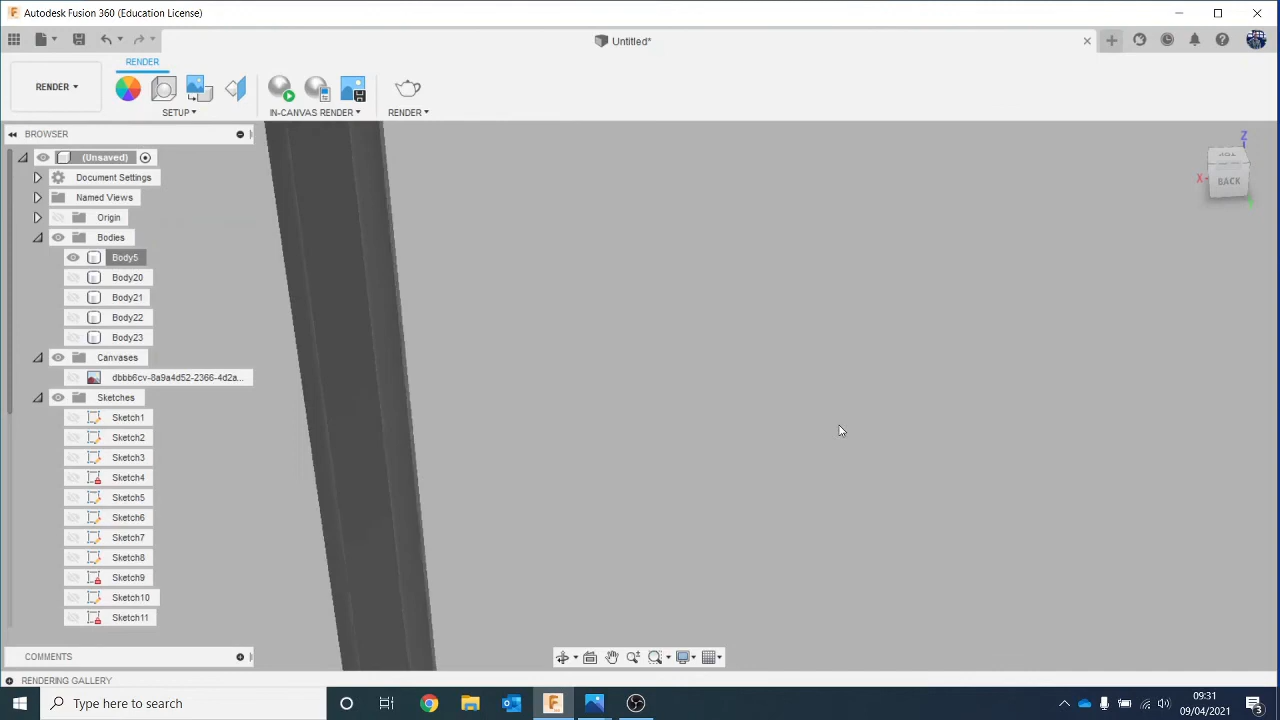 Autodesk Fusion 360 (Education License)
Untitled*
RENDER
RENDER
SETUP
IN-CANVAS RENDER
RENDER
BROWSER
(Unsaved)
Document Settings
Named Views
Origin
Bodies
Body5
Body20
Body21
Body22
Body23
Canvases
dbbb6cv-8a9a4d52-2366-4d2a...
Sketches
Sketch1
Sketch2
Sketch3
Sketch4
Sketch5
Sketch6
Sketch7
Sketch8
Sketch9
Sketch10
Sketch11
COMMENTS
RENDERING GALLERY
Z
X
TOP
BACK
Type here to search
09:31
09/04/2021
3